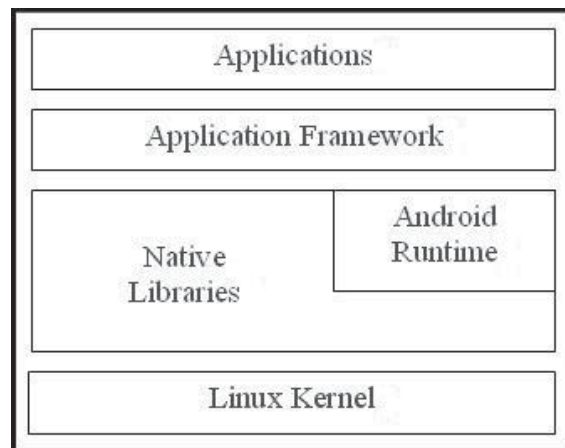 Applications
Application Framework
Android
Runtime
Native
Libraries
Linux Kernel